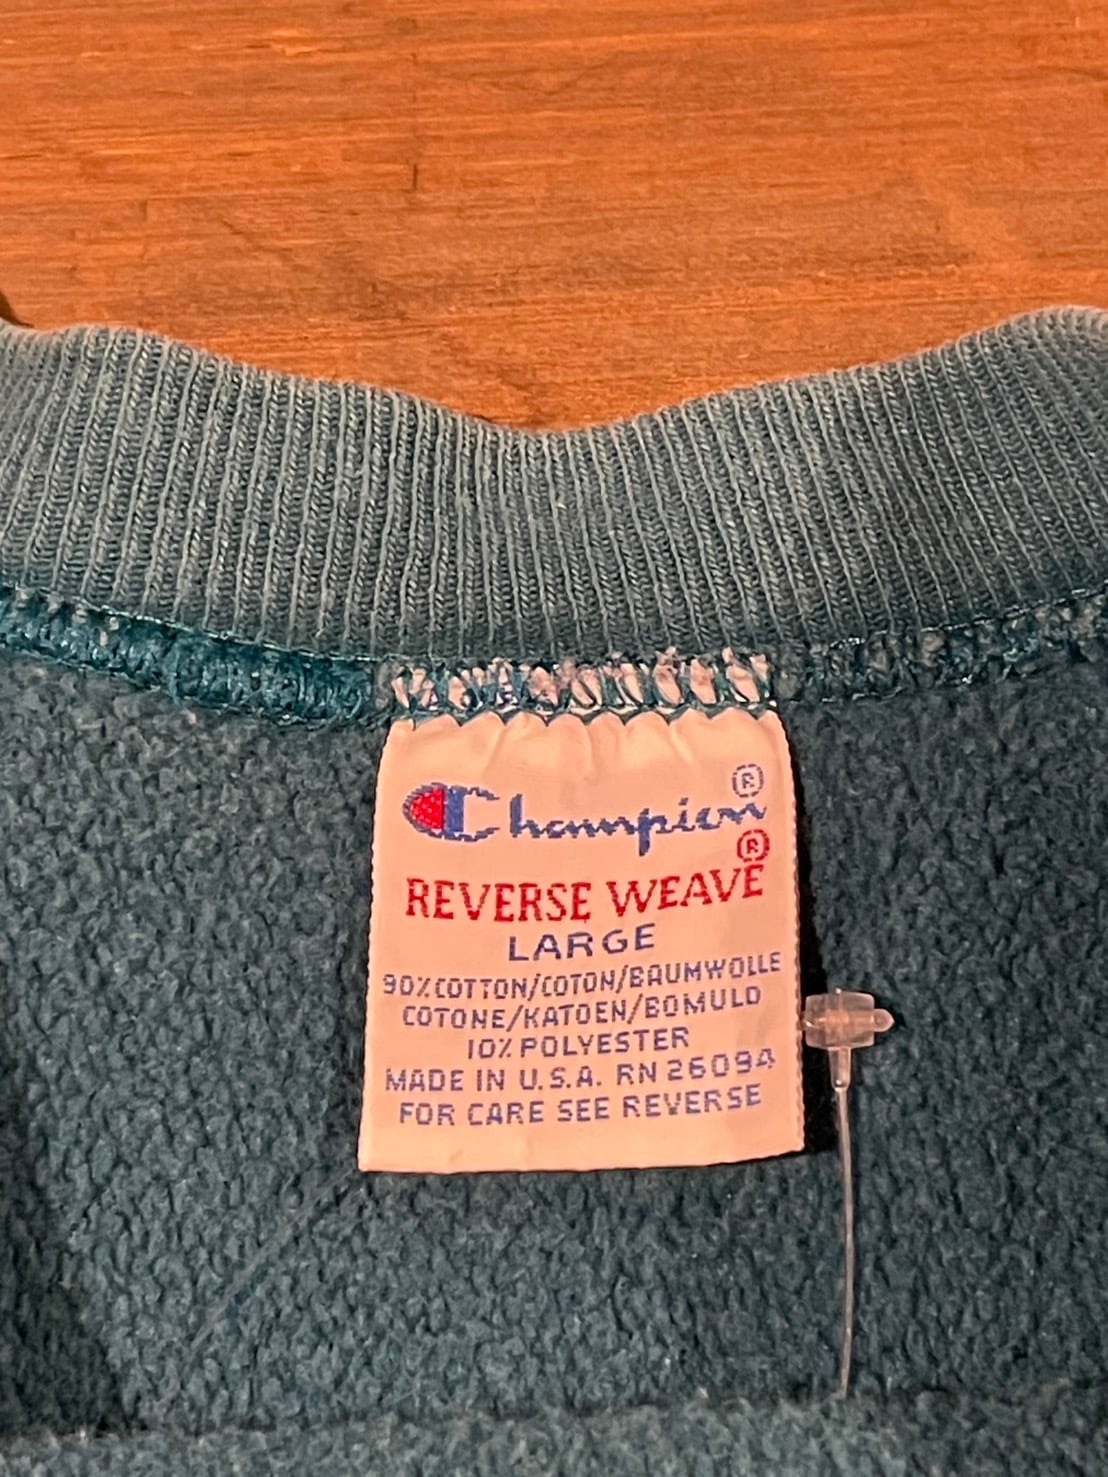 Champion®
REVERSE WEAVE®
LARGE
90% COTTON/COTON/BAUMWOLLE
COTONE/KATOEN/BOMULD
10% POLYESTER
MADE IN U.S.A. RN 26094
FOR CARE SEE REVERSE